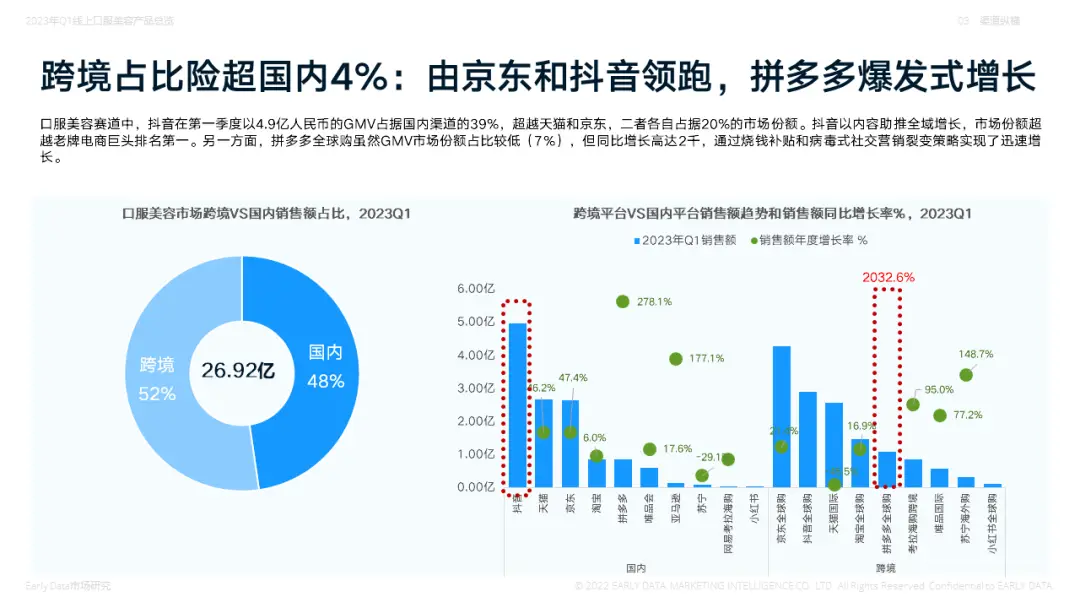 2023年Q1线上口服美容产品总览
03 渠道纵横
跨境占比险超国内4%：由京东和抖音领跑，拼多多爆发式增长
口服美容赛道中，抖音在第一季度以4.9亿人民币的GMV占据国内渠道的39%，超越天猫和京东，二者各自占据20%的市场份额。抖音以内容助推全域增长，市场份额超
越老牌电商巨头排名第一。另一方面，拼多多全球购虽然GMV市场份额占比较低（7%），但同比增长高达2千，通过烧钱补贴和病毒式社交营销裂变策略实现了迅速增
长。
口服美容市场跨境VS国内销售额占比，2023Q1
跨境
52%
26.92亿
国内
48%
跨境平台VS国内平台销售额趋势和销售额同比增长率%，2023Q1
2023年Q1销售额
销售额年度增长率 %
6.00亿
5.00亿
4.00亿
3.00亿
2.00亿
1.00亿
0.00亿
47.4%
6.0%
278.1%
17.6%
177.1%
-29.1%
2032.6%
16.9%
95.0%
77.2%
148.7%
抖音
天猫
京东
淘宝
拼多多
唯品会
亚马逊
苏宁
网易考拉海购
小红书
京东全球购
抖音全球购
天猫国际
淘宝全球购
拼多多全球购
考拉海购跨境
唯品国际
苏宁海外购
小红书全球购
国内
跨境
Early Data市场研究
© 2022 EARLY DATA MARKETING INTELLIGENCE CO. LTD. All Rights Reserved. Confidential to EARLY DATA